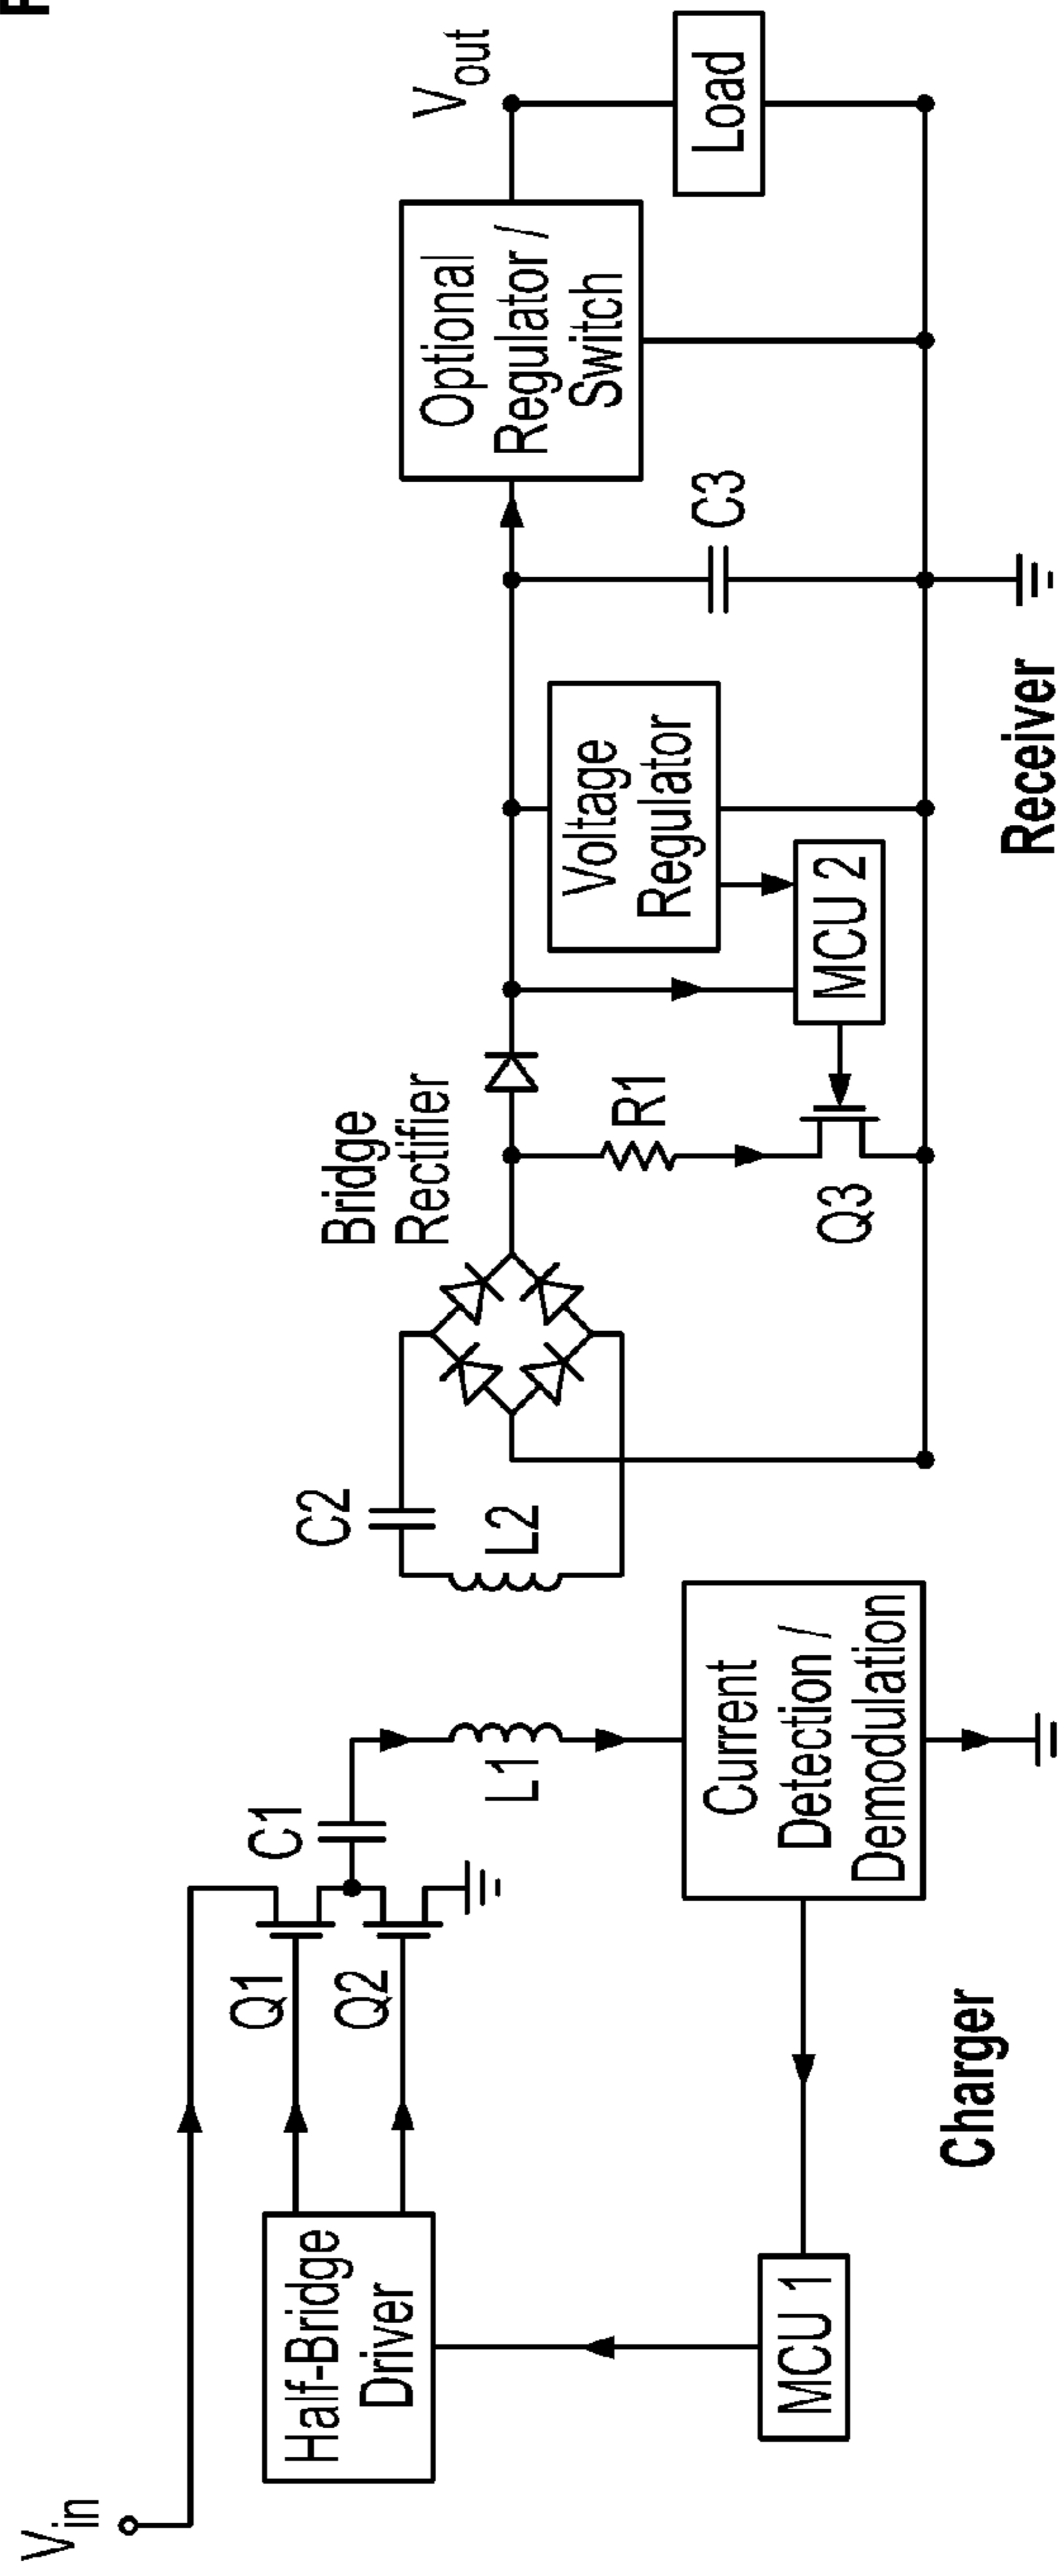 F
V_in
Half-Bridge
Driver
MCU 1
Q1
Q2
C1
L1
Current
Detection /
Demodulation
Charger
C2
L2
Bridge
Rectifier
R1
Q3
MCU 2
Voltage
Regulator
C3
Optional
Regulator /
Switch
V_out
Load
Receiver